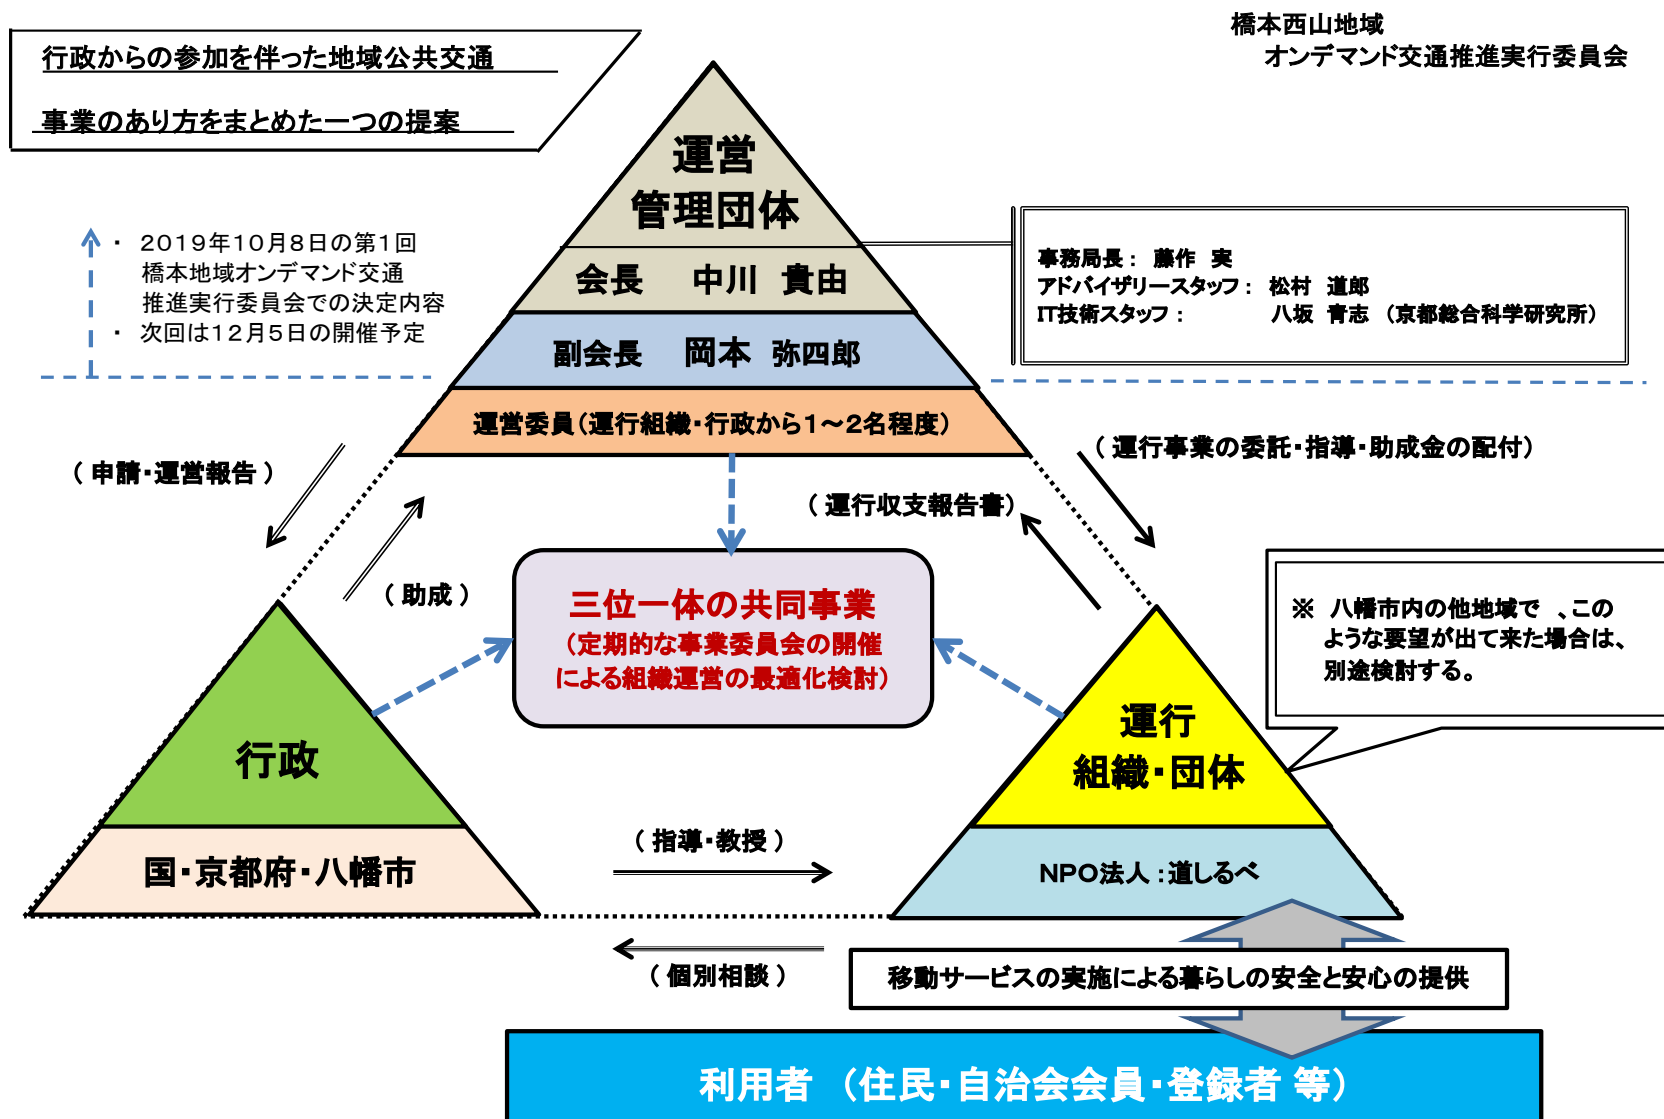 橋本西山地域
オンデマンド交通推進実行委員会
行政からの参加を伴った地域公共交通
事業のあり方をまとめた一つの提案
運営
管理団体
会長 中川 貴由
副会長 岡本 弥四郎
運営委員(運行組織・行政から1～2名程度)
・ 2019年10月8日の第1回
橋本地域オンデマンド交通
推進実行委員会での決定内容
・ 次回は12月5日の開催予定
事務局長： 藤作 実
アドバイザリースタッフ： 松村 道郎
IT技術スタッフ： 八坂 青志 (京都総合科学研究所)
(申請・運営報告)
(助成)
(運行収支報告書)
(運行事業の委託・指導・助成金の配付)
三位一体の共同事業
(定期的な事業委員会の開催
による組織運営の最適化検討)
※ 八幡市内の他地域で 、この
ような要望が出て来た場合は、
別途検討する。
行政
国・京都府・八幡市
運行
組織・団体
NPO法人：道しるべ
(指導・教授)
(個別相談)
移動サービスの実施による暮らしの安全と安心の提供
利用者 (住民・自治会会員・登録者 等)